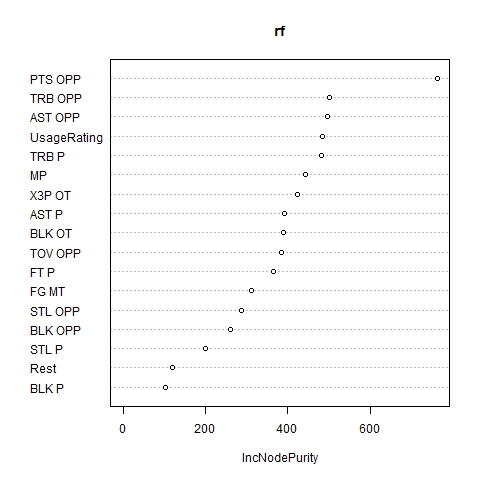 rf
PTS OPP
TRB OPP
AST OPP
UsageRating
TRB P
MP
X3P OT
AST P
BLK OT
TOV OPP
FT P
FG MT
STL OPP
BLK OPP
STL P
Rest
BLK P
0 200 400 600
IncNodePurity